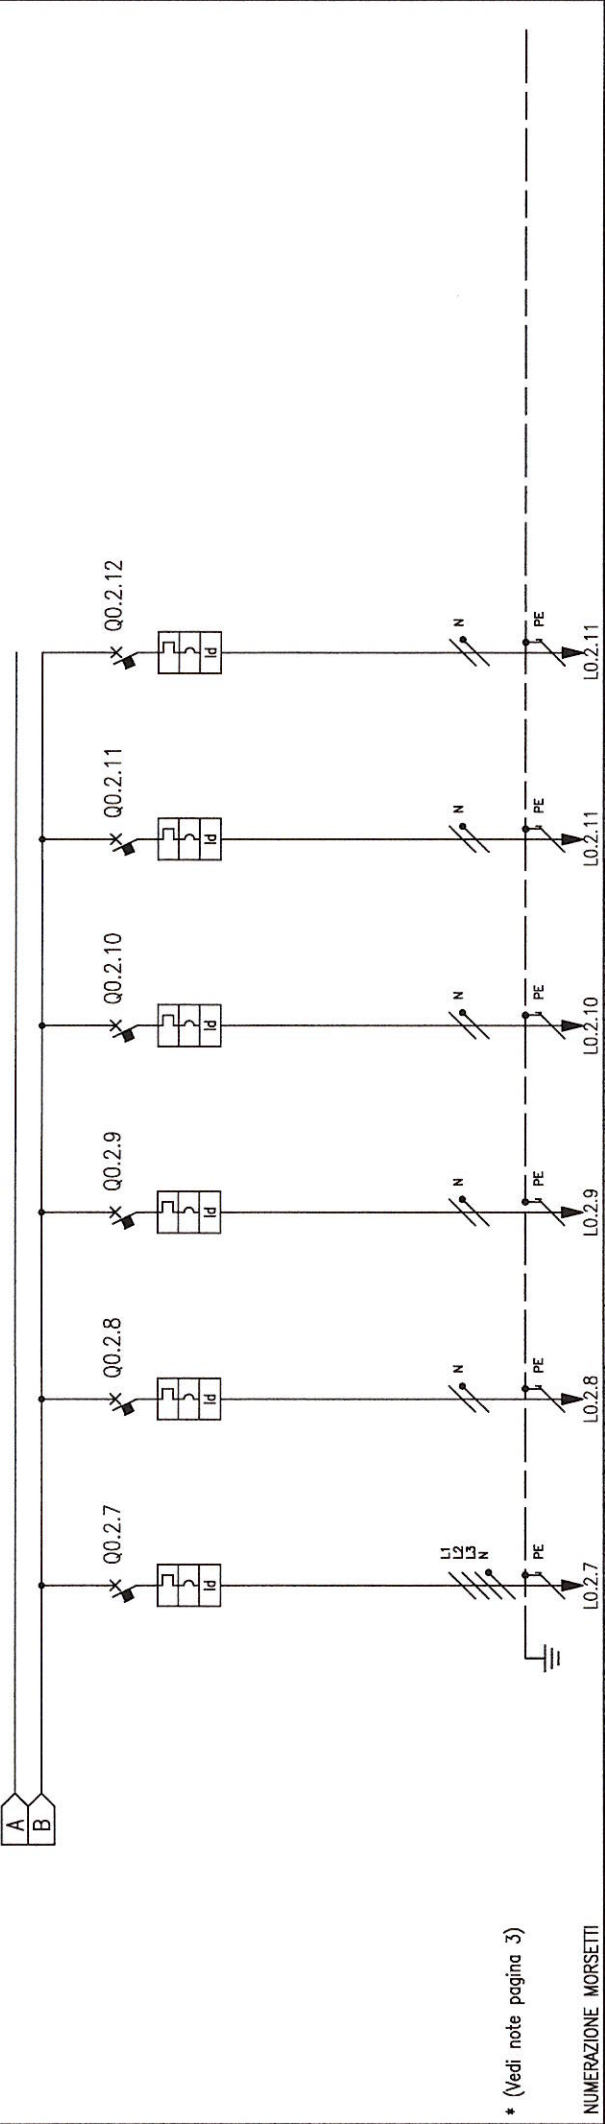 A
B
Q0.2.7
Q0.2.8
Q0.2.9
Q0.2.10
Q0.2.11
Q0.2.12
Id
Id
Id
Id
Id
Id
L1
L2
L3
N
N
N
N
N
N
* (Vedi note pagina 3)
PE
PE
PE
PE
PE
PE
NUMERAZIONE MORSETTI
L0.2.7
L0.2.8
L0.2.9
L0.2.10
L0.2.11
L0.2.11